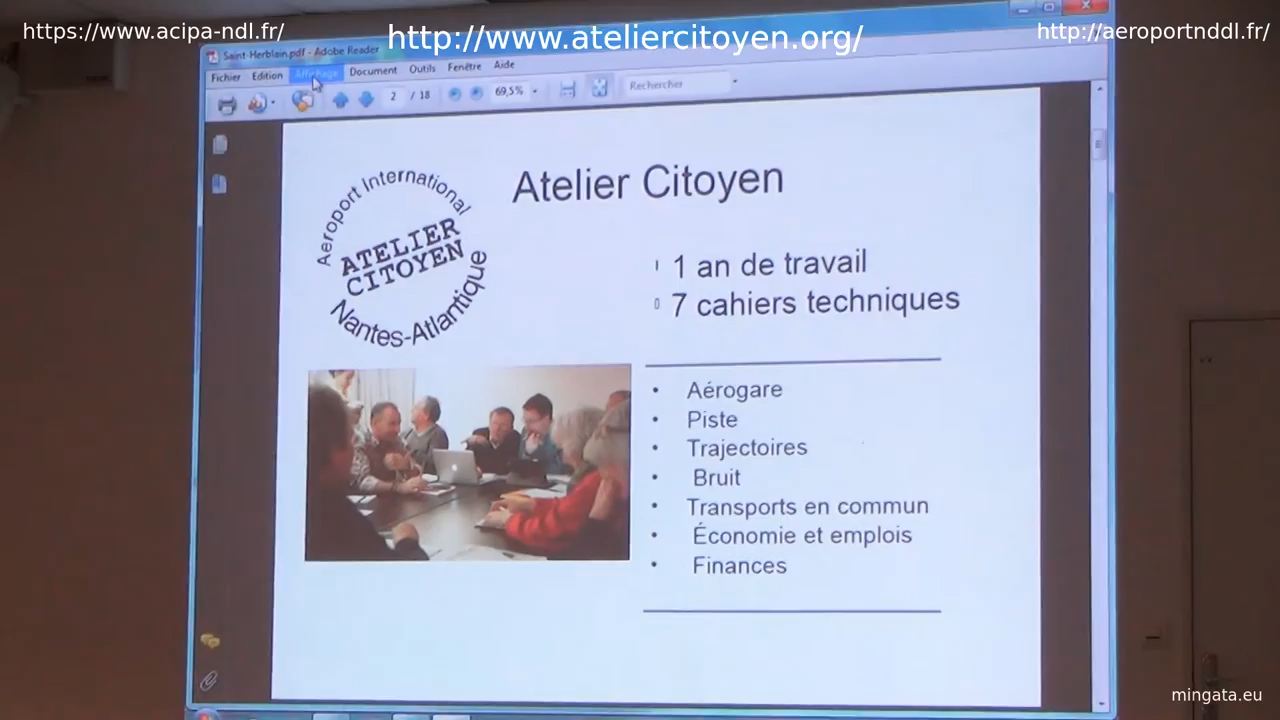 https://www.acipa-ndl.fr/
http://www.ateliercitoyen.org/
http://aeroportnddl.fr/
Saint-Herblain.pdf - Adobe Reader
Fichier Edition Affichage Document Outils Fenêtre Aide
2 / 18 69,5% Rechercher
Aeroport International
ATELIER
CITOYEN
Nantes-Atlantique
Atelier Citoyen
1 an de travail
7 cahiers techniques
• Aérogare
• Piste
• Trajectoires
• Bruit
• Transports en commun
• Économie et emplois
• Finances
mingata.eu